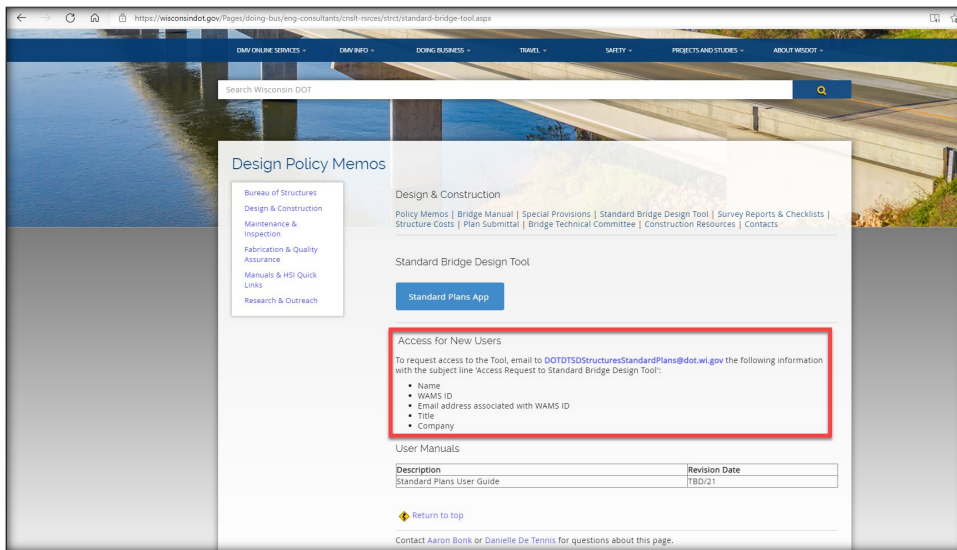 https://wisconsindot.gov/Pages/doing-bus/eng-consultants/cnslt-rsrces/strct/standard-bridge-tool.aspx
DMV ONLINE SERVICES DMV INFO DOING BUSINESS TRAVEL SAFETY PROJECTS AND STUDIES ABOUT WISDOT
Search Wisconsin DOT
Design Policy Memos
Bureau of Structures
Design & Construction
Maintenance &
Inspection
Fabrication & Quality
Assurance
Manuals & HSI Quick
Links
Research & Outreach
Design & Construction
Policy Memos | Bridge Manual | Special Provisions | Standard Bridge Design Tool | Survey Reports & Checklists |
Structure Costs | Plan Submittal | Bridge Technical Committee | Construction Resources | Contacts
Standard Bridge Design Tool
Standard Plans App
Access for New Users
To request access to the Tool, email to DOTDTSDStructuresStandardPlans@dot.wi.gov the following information
with the subject line 'Access Request to Standard Bridge Design Tool':
• Name
• WAMS ID
• Email address associated with WAMS ID
• Title
• Company
User Manuals
Description Revision Date
Standard Plans User Guide TBD/21
Return to top
Contact Aaron Bonk or Danielle De Tennis for questions about this page.